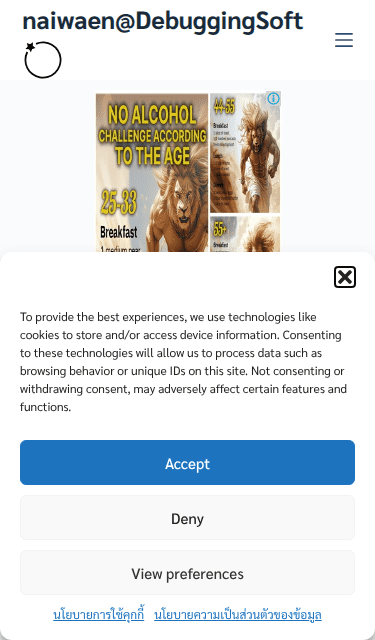 naiwaen@DebuggingSoft
NO ALCOHOL
CHALLENGE ACCORDING
TO THE AGE
25-33
Breakfast
44-55
Breakfast
55+
Breakfast
To provide the best experiences, we use technologies like
cookies to store and/or access device information. Consenting
to these technologies will allow us to process data such as
browsing behavior or unique IDs on this site. Not consenting or
withdrawing consent, may adversely affect certain features and
functions.
Accept
Deny
View preferences
นโยบายการใช้คุกกี้ นโยบายความเป็นส่วนตัวของข้อมูล